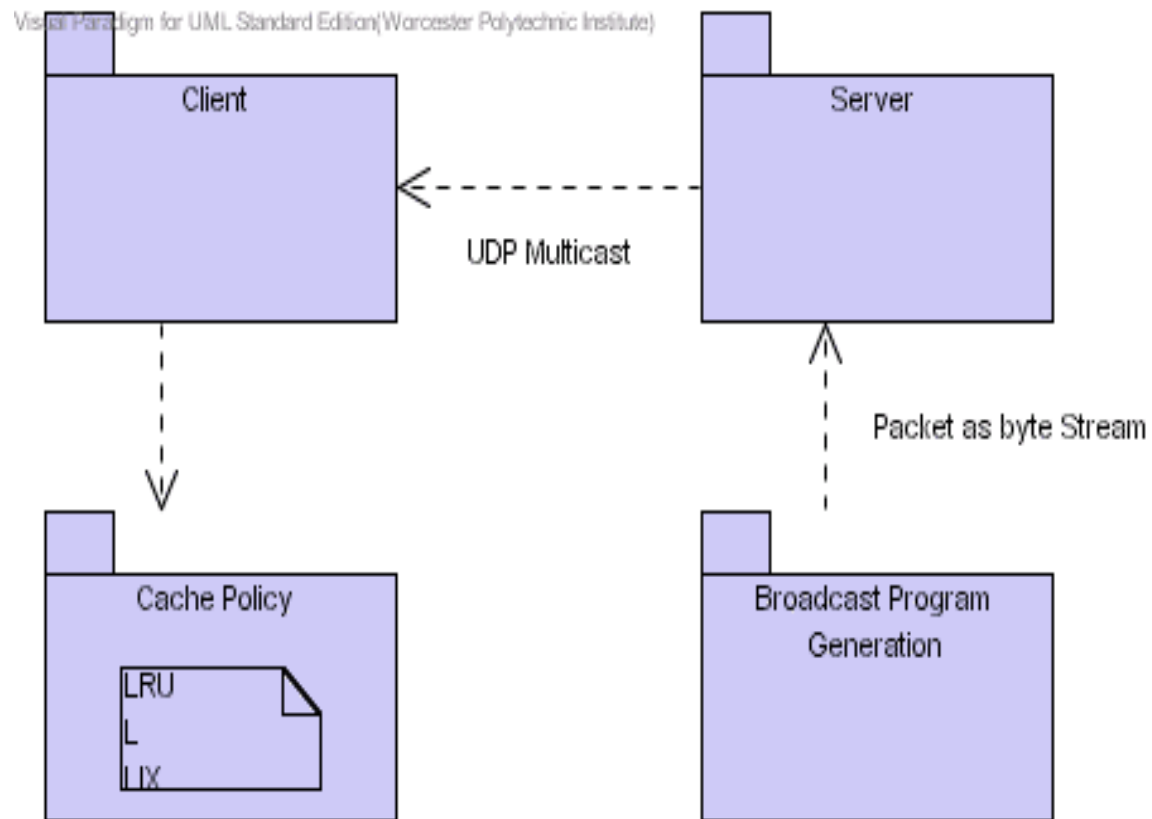 Visual Paradigm for UML Standard Edition(Worcester Polytechnic Institute)
Client
Server
UDP Multicast
Packet as byte Stream
Cache Policy
LRU
L
LIX
Broadcast Program
Generation